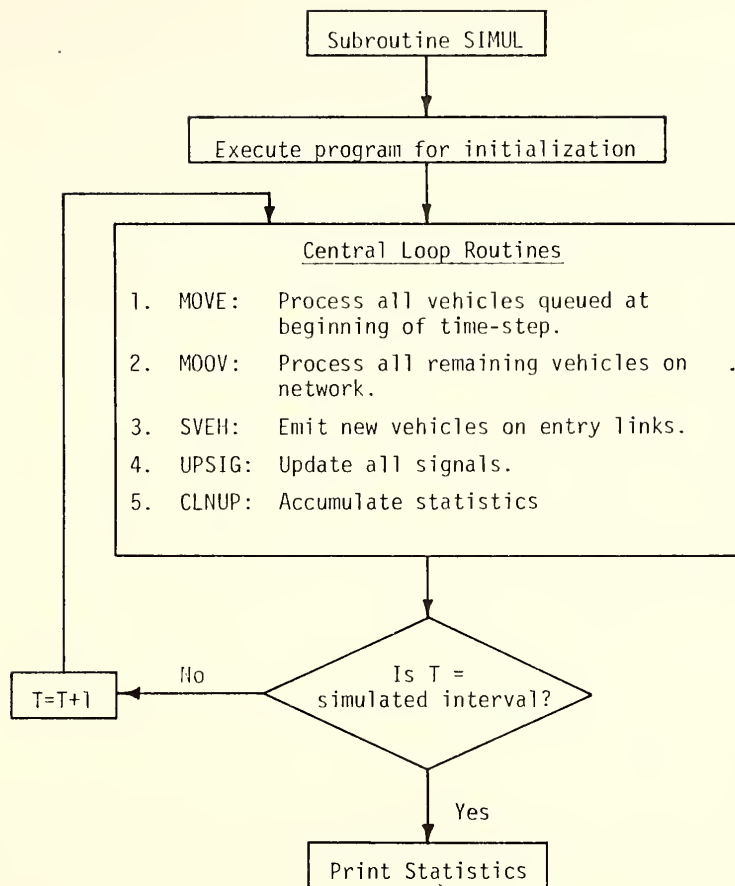 Subroutine SIMUL
Execute program for initialization
Central Loop Routines
1. MOVE: Process all vehicles queued at
beginning of time-step.
2. MOOV: Process all remaining vehicles on
network.
3. SVEH: Emit new vehicles on entry links.
4. UPSIG: Update all signals.
5. CLNUP: Accumulate statistics
Is T =
simulated interval?
No
T=T+1
Yes
Print Statistics